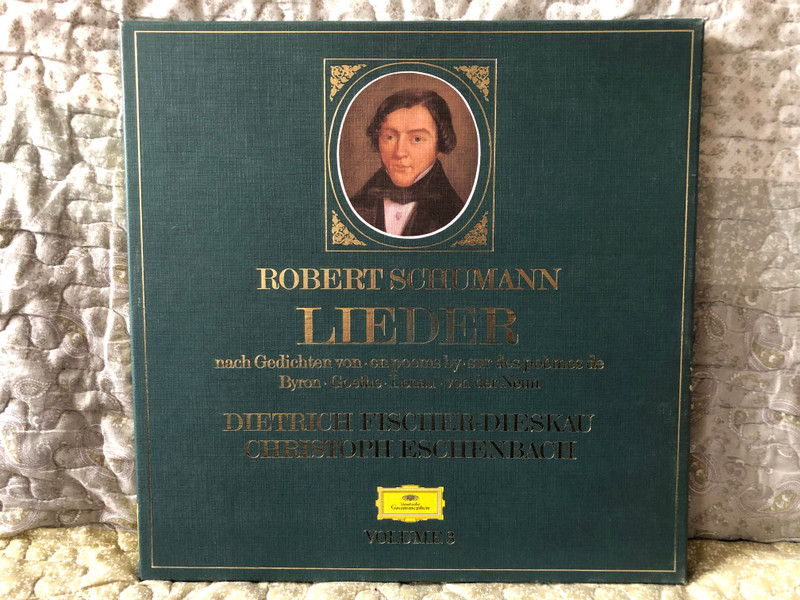 ROBERT SCHUMANN
LIEDER
nach Gedichten von · on poems by · sur des poèmes de
Byron · Goethe · Lenau · von der Neun
DIETRICH FISCHER-DIESKAU
CHRISTOPH ESCHENBACH
Deutsche
Grammophon
VOLUME 3